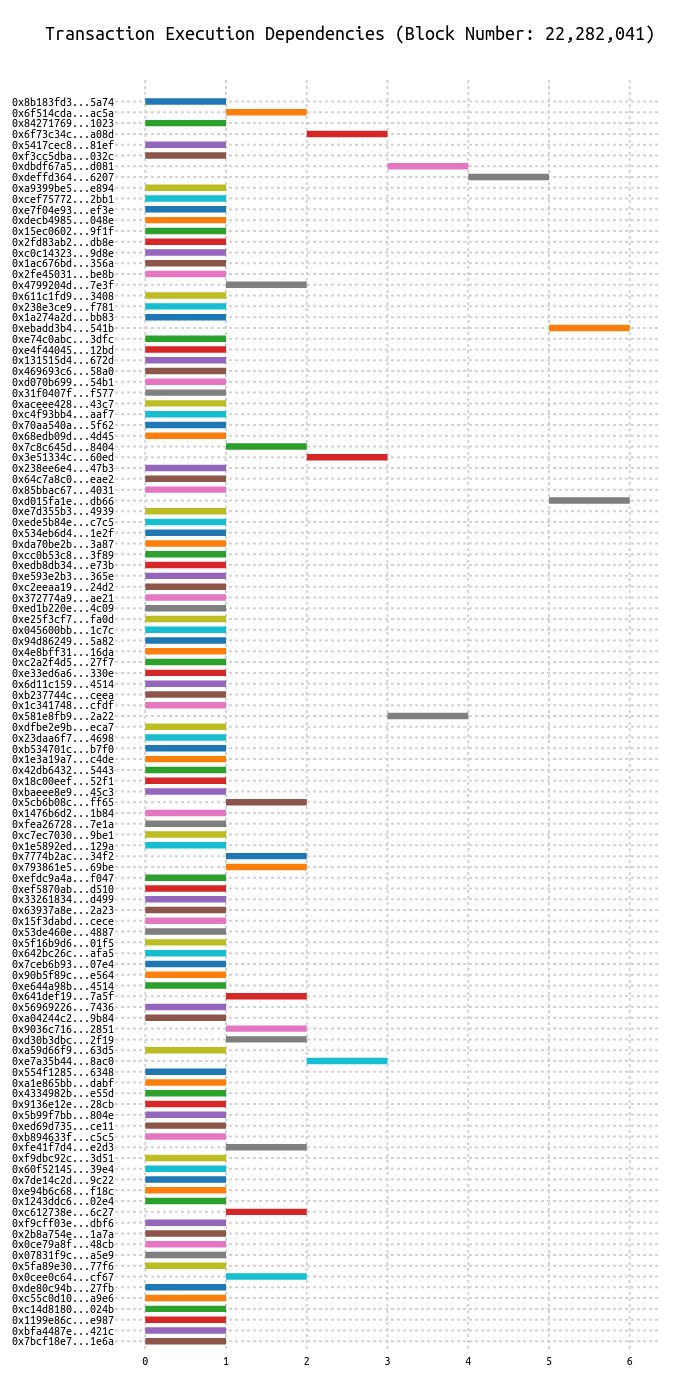 Transaction Execution Dependencies (Block Number: 22,282,041)
0x8b183fd3...5a74
0x6f514cda...ac5a
0x84271769...1023
0x6f73c34c...a08d
0x5417cec8...81ef
0xf3cc5dba...032c
0xdbdf67a5...d081
0xdeffd364...6207
0xa9399be5...e894
0xcef75772...2bb1
0xe7f04e93...ef3e
0xdecb4985...048e
0x15ec0602...9f1f
0x2fd83ab2...db8e
0xc0c14323...9d8e
0x1ac676bd...356a
0x2fe45031...be8b
0x4799204d...7e3f
0x611c1fd9...3408
0x238e3ce9...f781
0x1a274a2d...bb83
0xebadd3b4...541b
0xe74c0abc...3dfc
0xe4f44045...12bd
0x131515d4...672d
0x469693c6...58a0
0xd070b699...54b1
0x31f0407f...f577
0xaceee428...43c7
0xc4f93bb4...aaf7
0x70aa540a...5f62
0x68edb09d...4d45
0x7c8c645d...8404
0x3e51334c...60ed
0x238ee6e4...47b3
0x64c7a8c0...eae2
0x85bbac67...4031
0xd015fa1e...db66
0xe7d355b3...4939
0xede5b84e...c7c5
0x534eb6d4...1e2f
0xda70be2b...3a87
0xcc0b53c8...3f89
0xedb8db34...e73b
0xe593e2b3...365e
0xc2eeaa19...24d2
0x372774a9...ae21
0xed1b220e...4c09
0xe25f3cf7...fa0d
0x045600bb...1c7c
0x94d86249...5a82
0x4e8bff31...16da
0xc2a2f4d5...27f7
0xe33ed6a6...330e
0x6d11c159...4514
0xb237744c...ceea
0x1c341748...cfdf
0x581e8fb9...2a22
0xdfbe2e9b...eca7
0x23daa6f7...4698
0xb534701c...b7f0
0x1e3a19a7...c4de
0x42db6432...5443
0x18c00eef...52f1
0xbaeee8e9...45c3
0x5cb6b08c...ff65
0x1476b6d2...1b84
0xfea26728...7e1a
0xc7ec7030...9be1
0x1e5892ed...129a
0x7774b2ac...34f2
0x793861e5...69be
0xefdc9a4a...f047
0xef5870ab...d510
0x33261834...d499
0x63937a8e...2a23
0x15f3dabd...cece
0x53de460e...4887
0x5f16b9d6...01f5
0x642bc26c...afa5
0x7ceb6b93...07e4
0x90b5f89c...e564
0xe644a98b...4514
0x641def19...7a5f
0x56969226...7436
0xa04244c2...9b84
0x9036c716...2851
0xd30b3dbc...2f19
0xa59d66f9...63d5
0xe7a35b44...8ac0
0x554f1285...6348
0xa1e865bb...dabf
0x4334982b...e55d
0x9136e12e...28cb
0x5b99f7bb...804e
0xed69d735...ce11
0xb894633f...c5c5
0xfe41f7d4...e2d3
0xf9dbc92c...3d51
0x60f52145...39e4
0x7de14c2d...9c22
0xe94b6c68...f18c
0x1243ddc6...02e4
0xc612738e...6c27
0xf9cff03e...dbf6
0x2b8a754e...1a7a
0x0ce79a8f...48cb
0x07831f9c...a5e9
0x5fa89e30...77f6
0x0cee0c64...cf67
0xde80c94b...27fb
0xc55c0d10...a9e6
0xc14d8180...024b
0x1199e86c...e987
0xbfa4487e...421c
0x7bcf18e7...1e6a
0 1 2 3 4 5 6